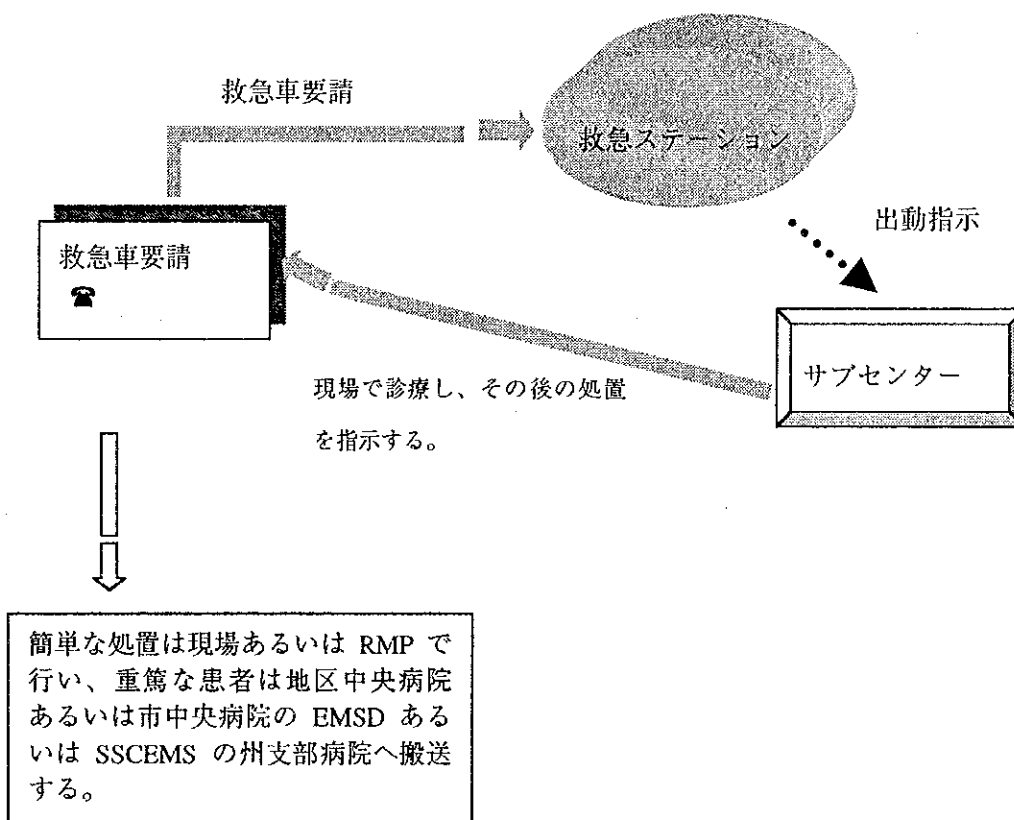 救急車要請
救急ステーション
出動指示
救急車要請
☎
サブセンター
現場で診療し、その後の処置
を指示する。
簡単な処置は現場あるいは RMP で
行い、重篤な患者は地区中央病院
あるいは市中央病院の EMSD ある
いは SSCEMS の州支部病院へ搬送
する。